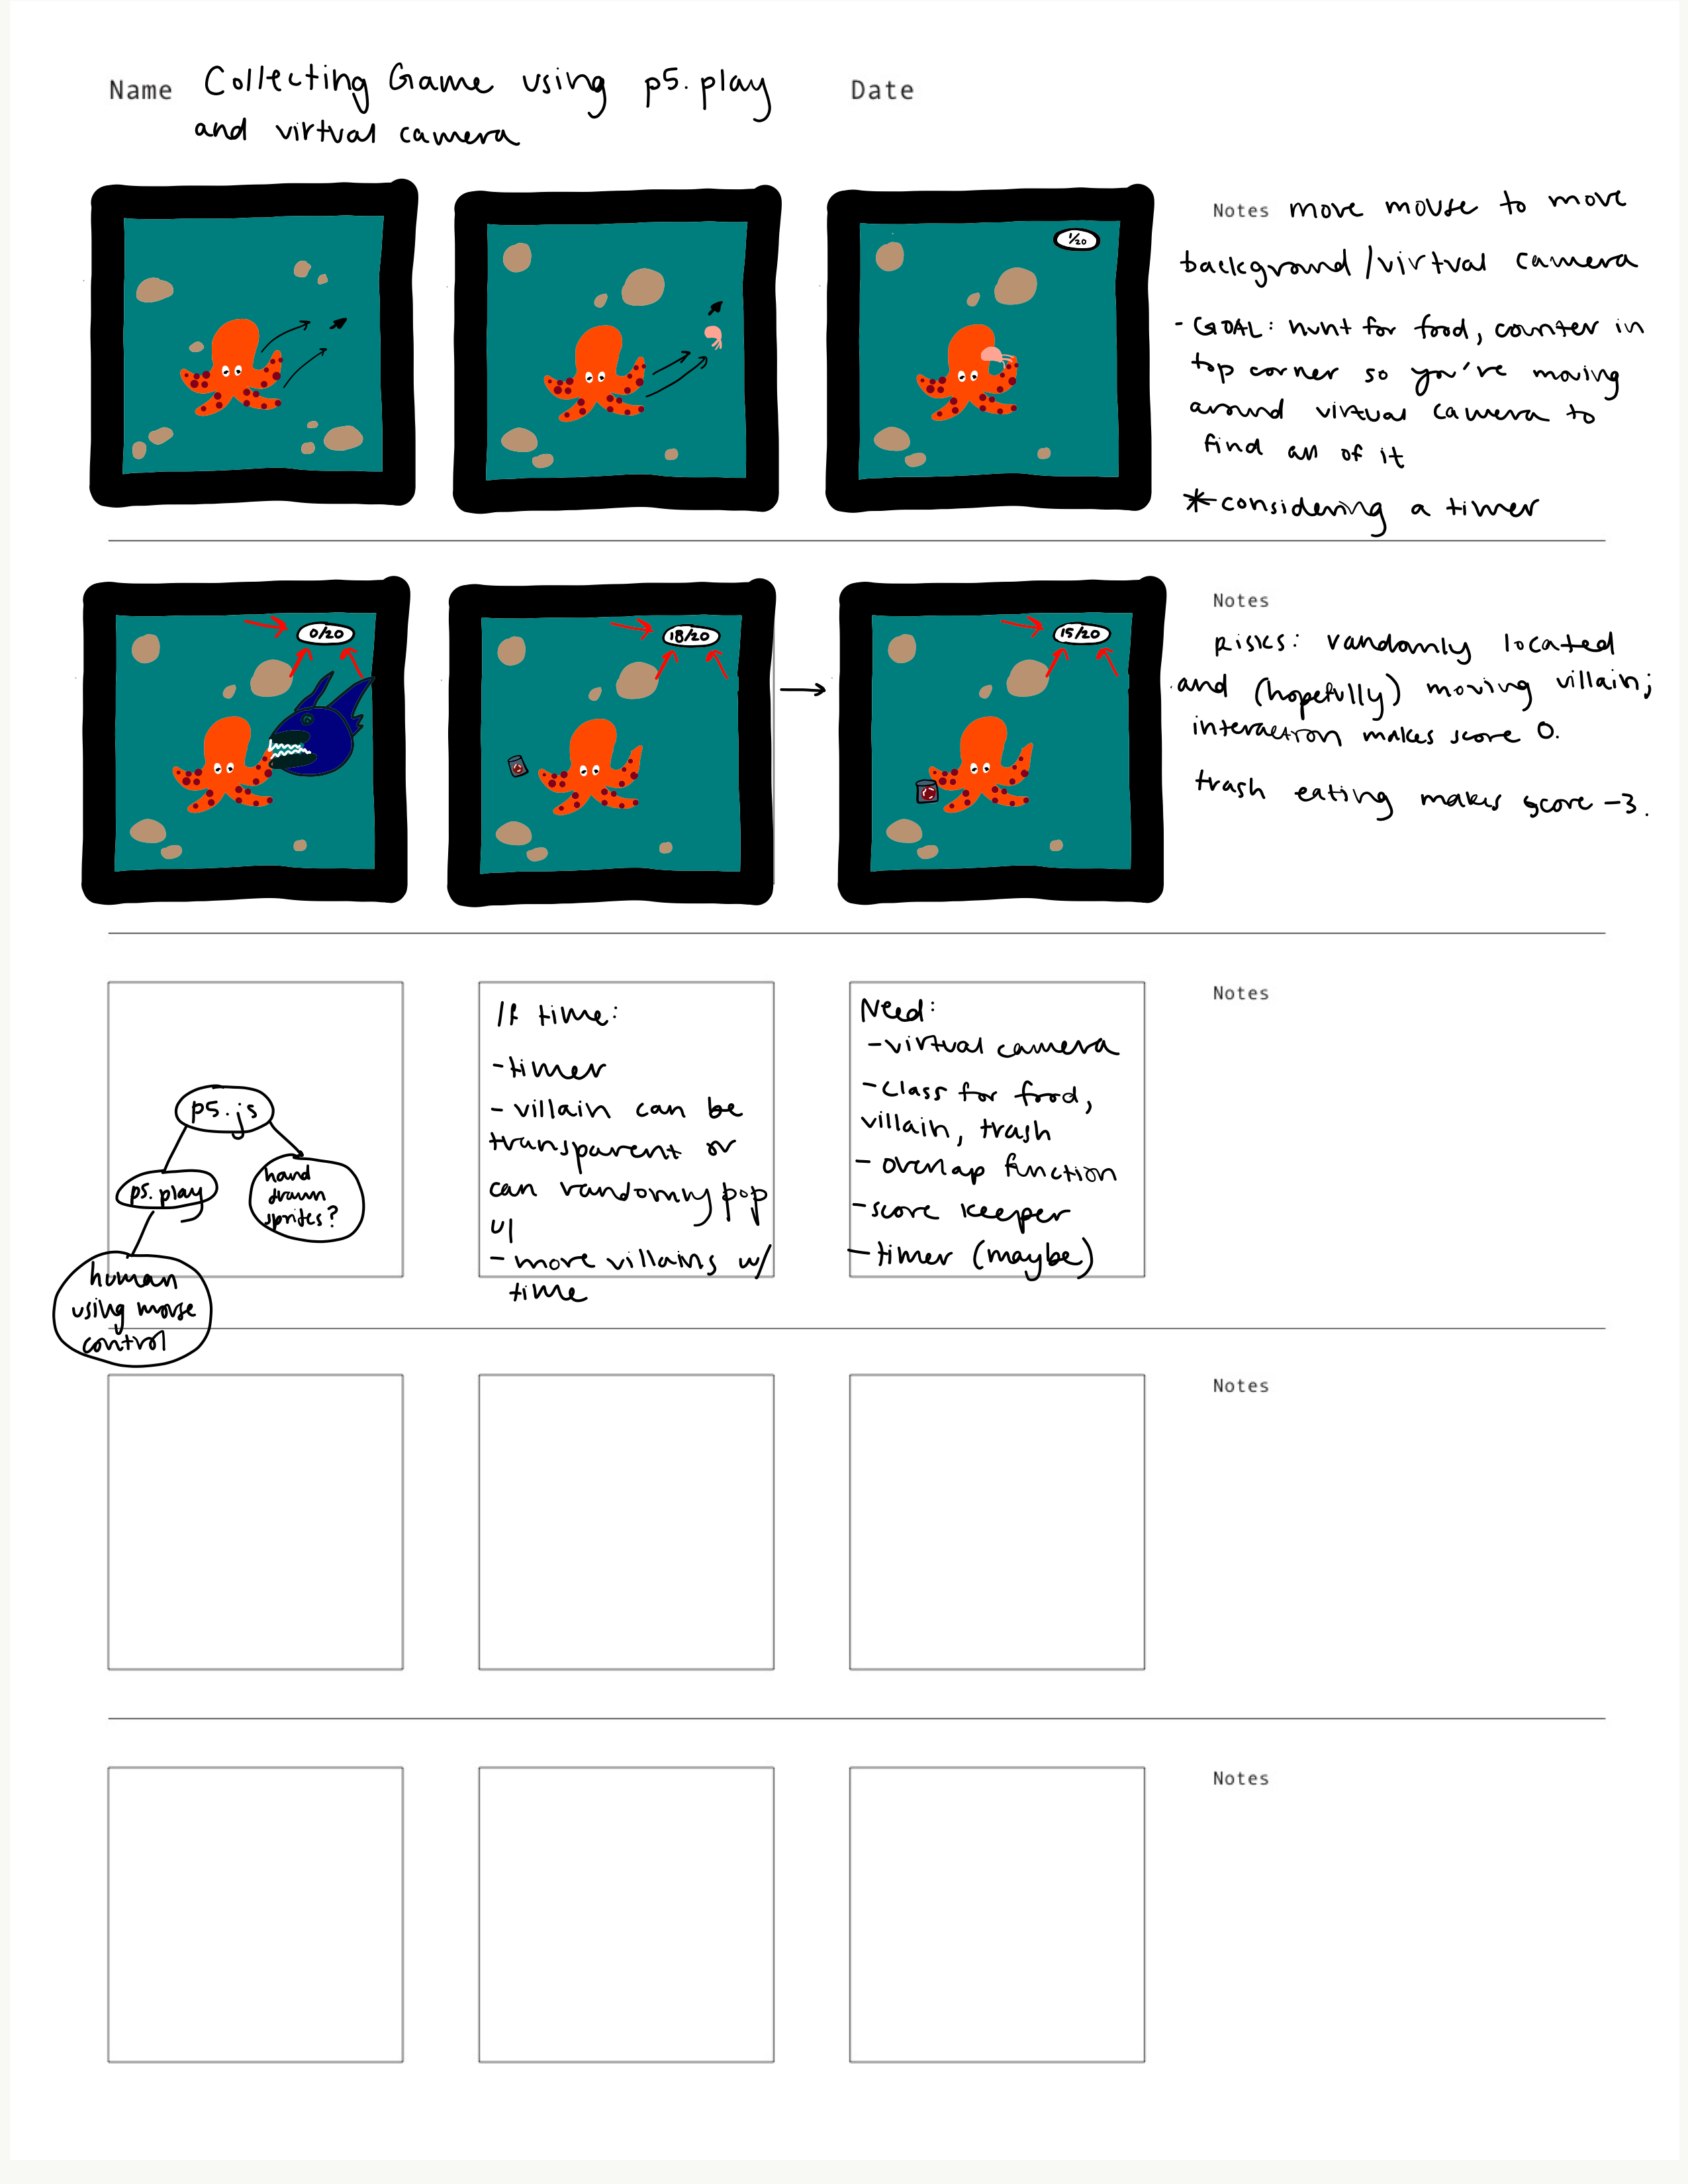 Name Collecting Game using p5.play
and virtual camera
Date
1/20
Notes move mouse to move
background/virtual camera
- GOAL: hunt for food, counter in
top corner so you're moving
around virtual camera to
find all of it
* considering a timer
0/20
18/20
15/20
Notes
Risks: randomly located
and (hopefully) moving villain;
interaction makes score 0.
trash eating makes score -3.
p5.js
p5.play
hand
drawn
sprites?
human
using mouse
control
If time:
- timer
- villain can be
transparent or
can randomly pop
up
- more villains w/
time
Need:
- virtual camera
- class for food,
villain, trash
- overlap function
- score keeper
- timer (maybe)
Notes
Notes
Notes